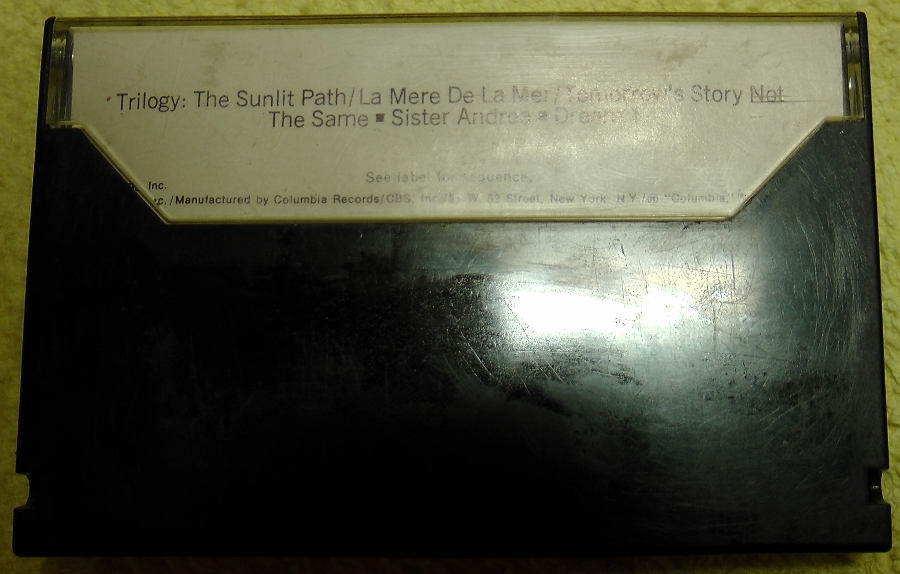 Trilogy: The Sunlit Path/La Mere De La Mer/Tomorrow's Story Not
The Same ▪ Sister Andrea ▪ Dream
See label for sequence.
Inc.
/Manufactured by Columbia Records/CBS, Inc./51 W. 52 Street, New York, N.Y./® "Columbia,"